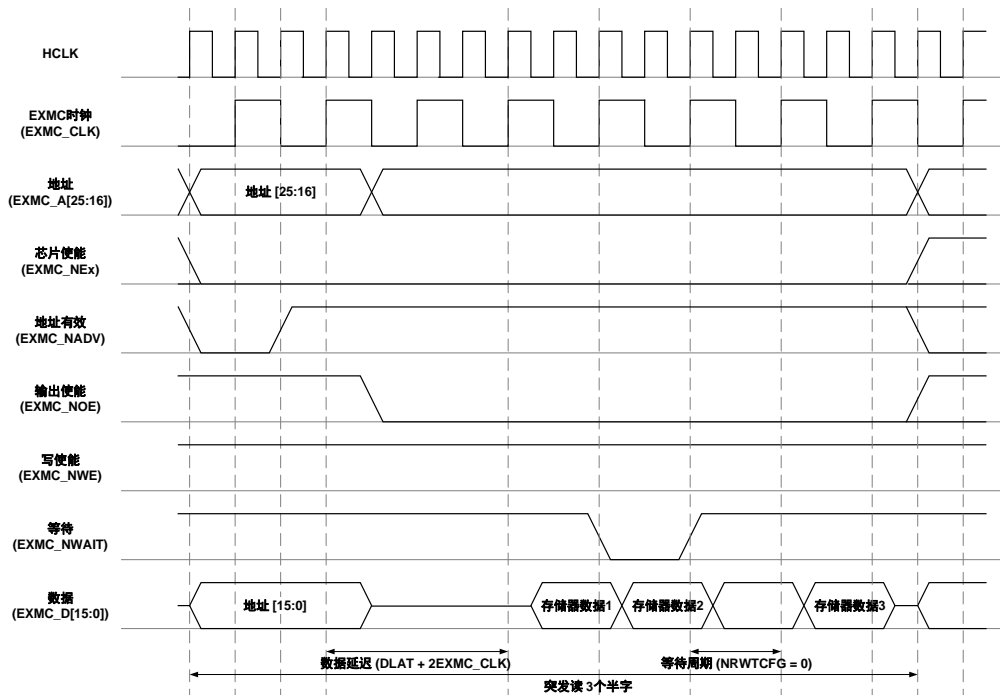 HCLK
EXMC时钟
(EXMC_CLK)
地址
(EXMC_A[25:16])
地址 [25:16]
芯片使能
(EXMC_NEx)
地址有效
(EXMC_NADV)
输出使能
(EXMC_NOE)
写使能
(EXMC_NWE)
等待
(EXMC_NWAIT)
数据
(EXMC_D[15:0])
地址 [15:0]
存储器数据1
存储器数据2
存储器数据3
数据延迟 (DLAT + 2EXMC_CLK)
等待周期 (NRWTCFG = 0)
突发读 3个半字